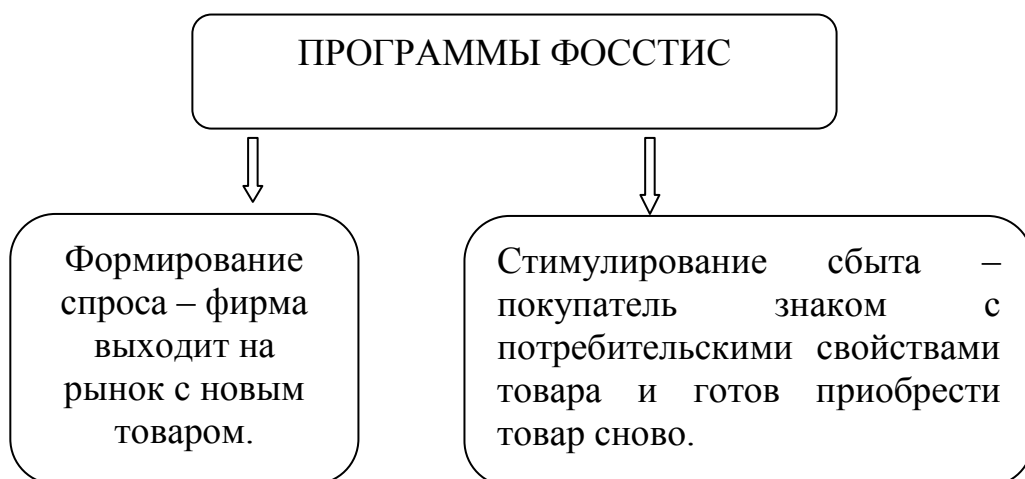 ПРОГРАММЫ ФОССТИС
Формирование
спроса – фирма
выходит на
рынок с новым
товаром.
Стимулирование сбыта –
покупатель знаком с
потребительскими свойствами
товара и готов приобрести
товар сново.